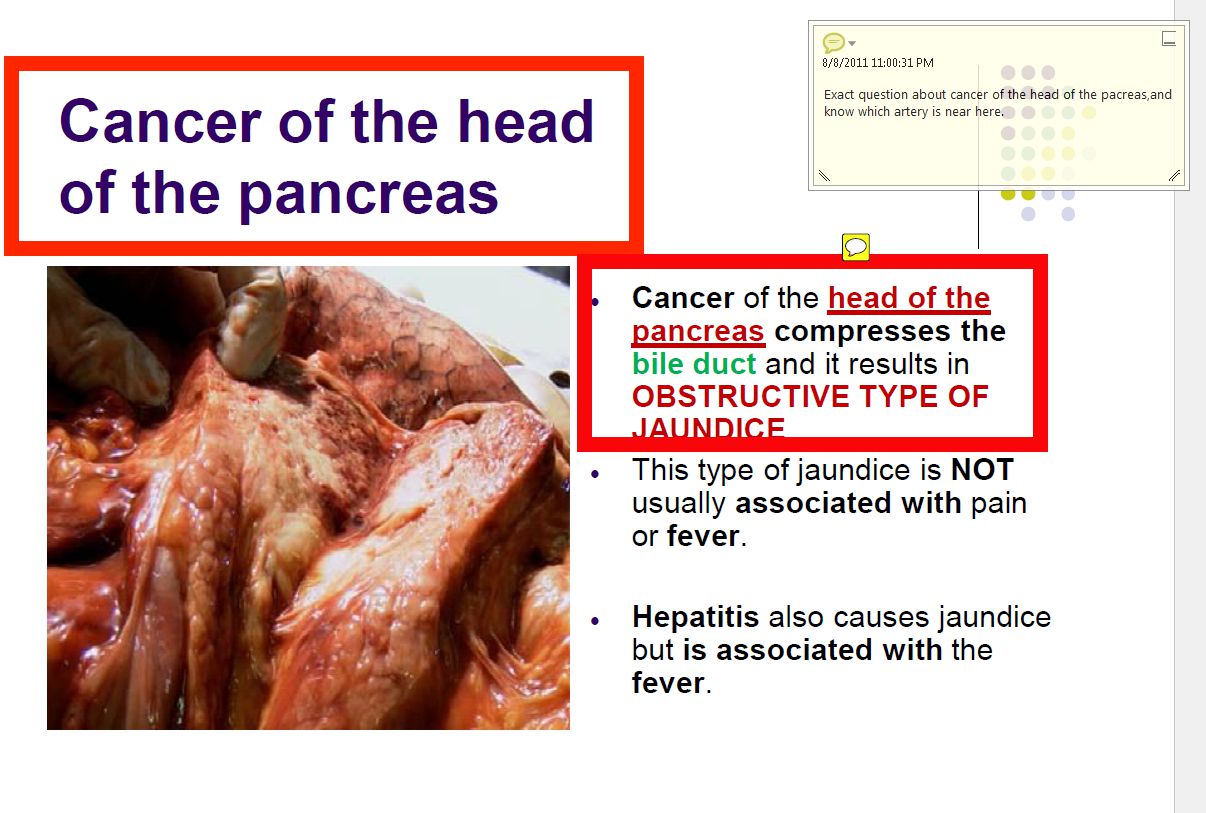 8/8/2011 11:00:31 PM
Exact question about cancer of the head of the pacreas,and
know which artery is near here.
Cancer of the head
of the pancreas
• Cancer of the head of the
pancreas compresses the
bile duct and it results in
OBSTRUCTIVE TYPE OF
JAUNDICE
• This type of jaundice is NOT
usually associated with pain
or fever.
• Hepatitis also causes jaundice
but is associated with the
fever.